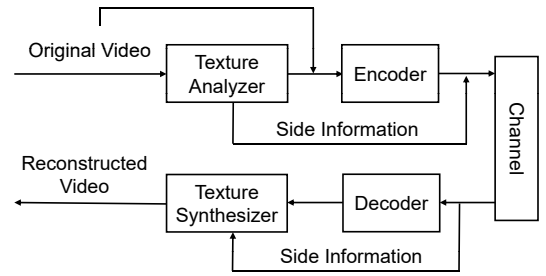 Original Video
Texture
Analyzer
Encoder
Side Information
Channel
Reconstructed
Video
Texture
Synthesizer
Decoder
Side Information